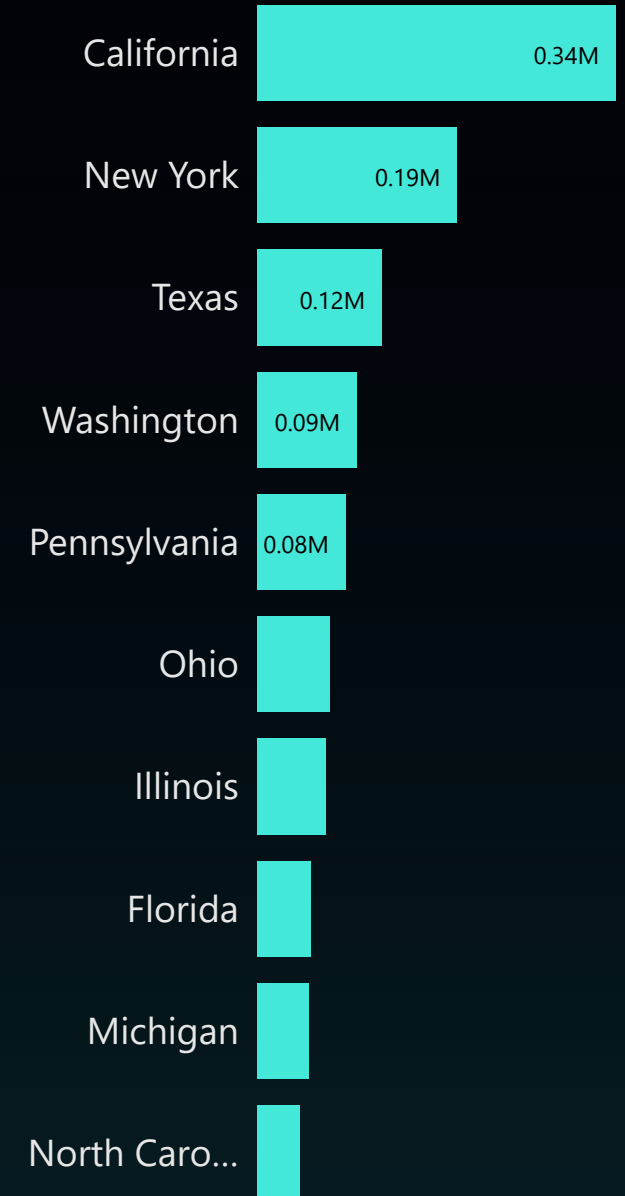 California 0.34M
New York 0.19M
Texas 0.12M
Washington 0.09M
Pennsylvania 0.08M
Ohio
Illinois
Florida
Michigan
North Caro...